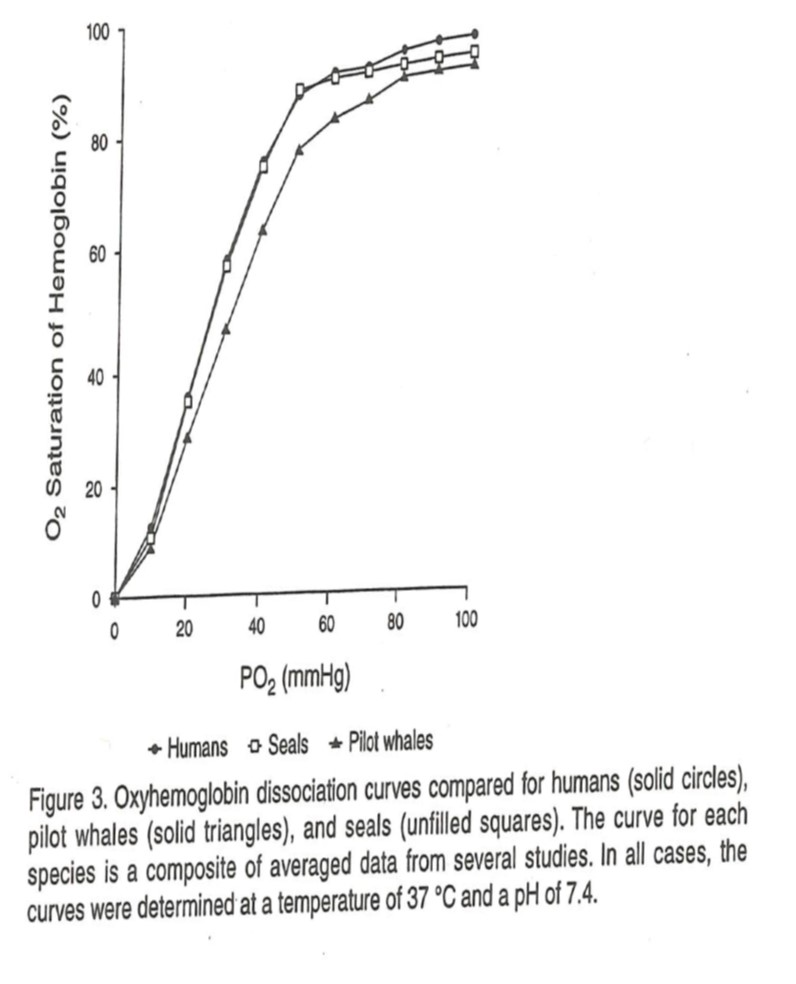 100
80
60
40
20
0
O₂ Saturation of Hemoglobin (%)
0 20 40 60 80 100
PO₂ (mmHg)
Humans Seals Pilot whales
Figure 3. Oxyhemoglobin dissociation curves compared for humans (solid circles),
pilot whales (solid triangles), and seals (unfilled squares). The curve for each
species is a composite of averaged data from several studies. In all cases, the
curves were determined at a temperature of 37 ºC and a pH of 7.4.